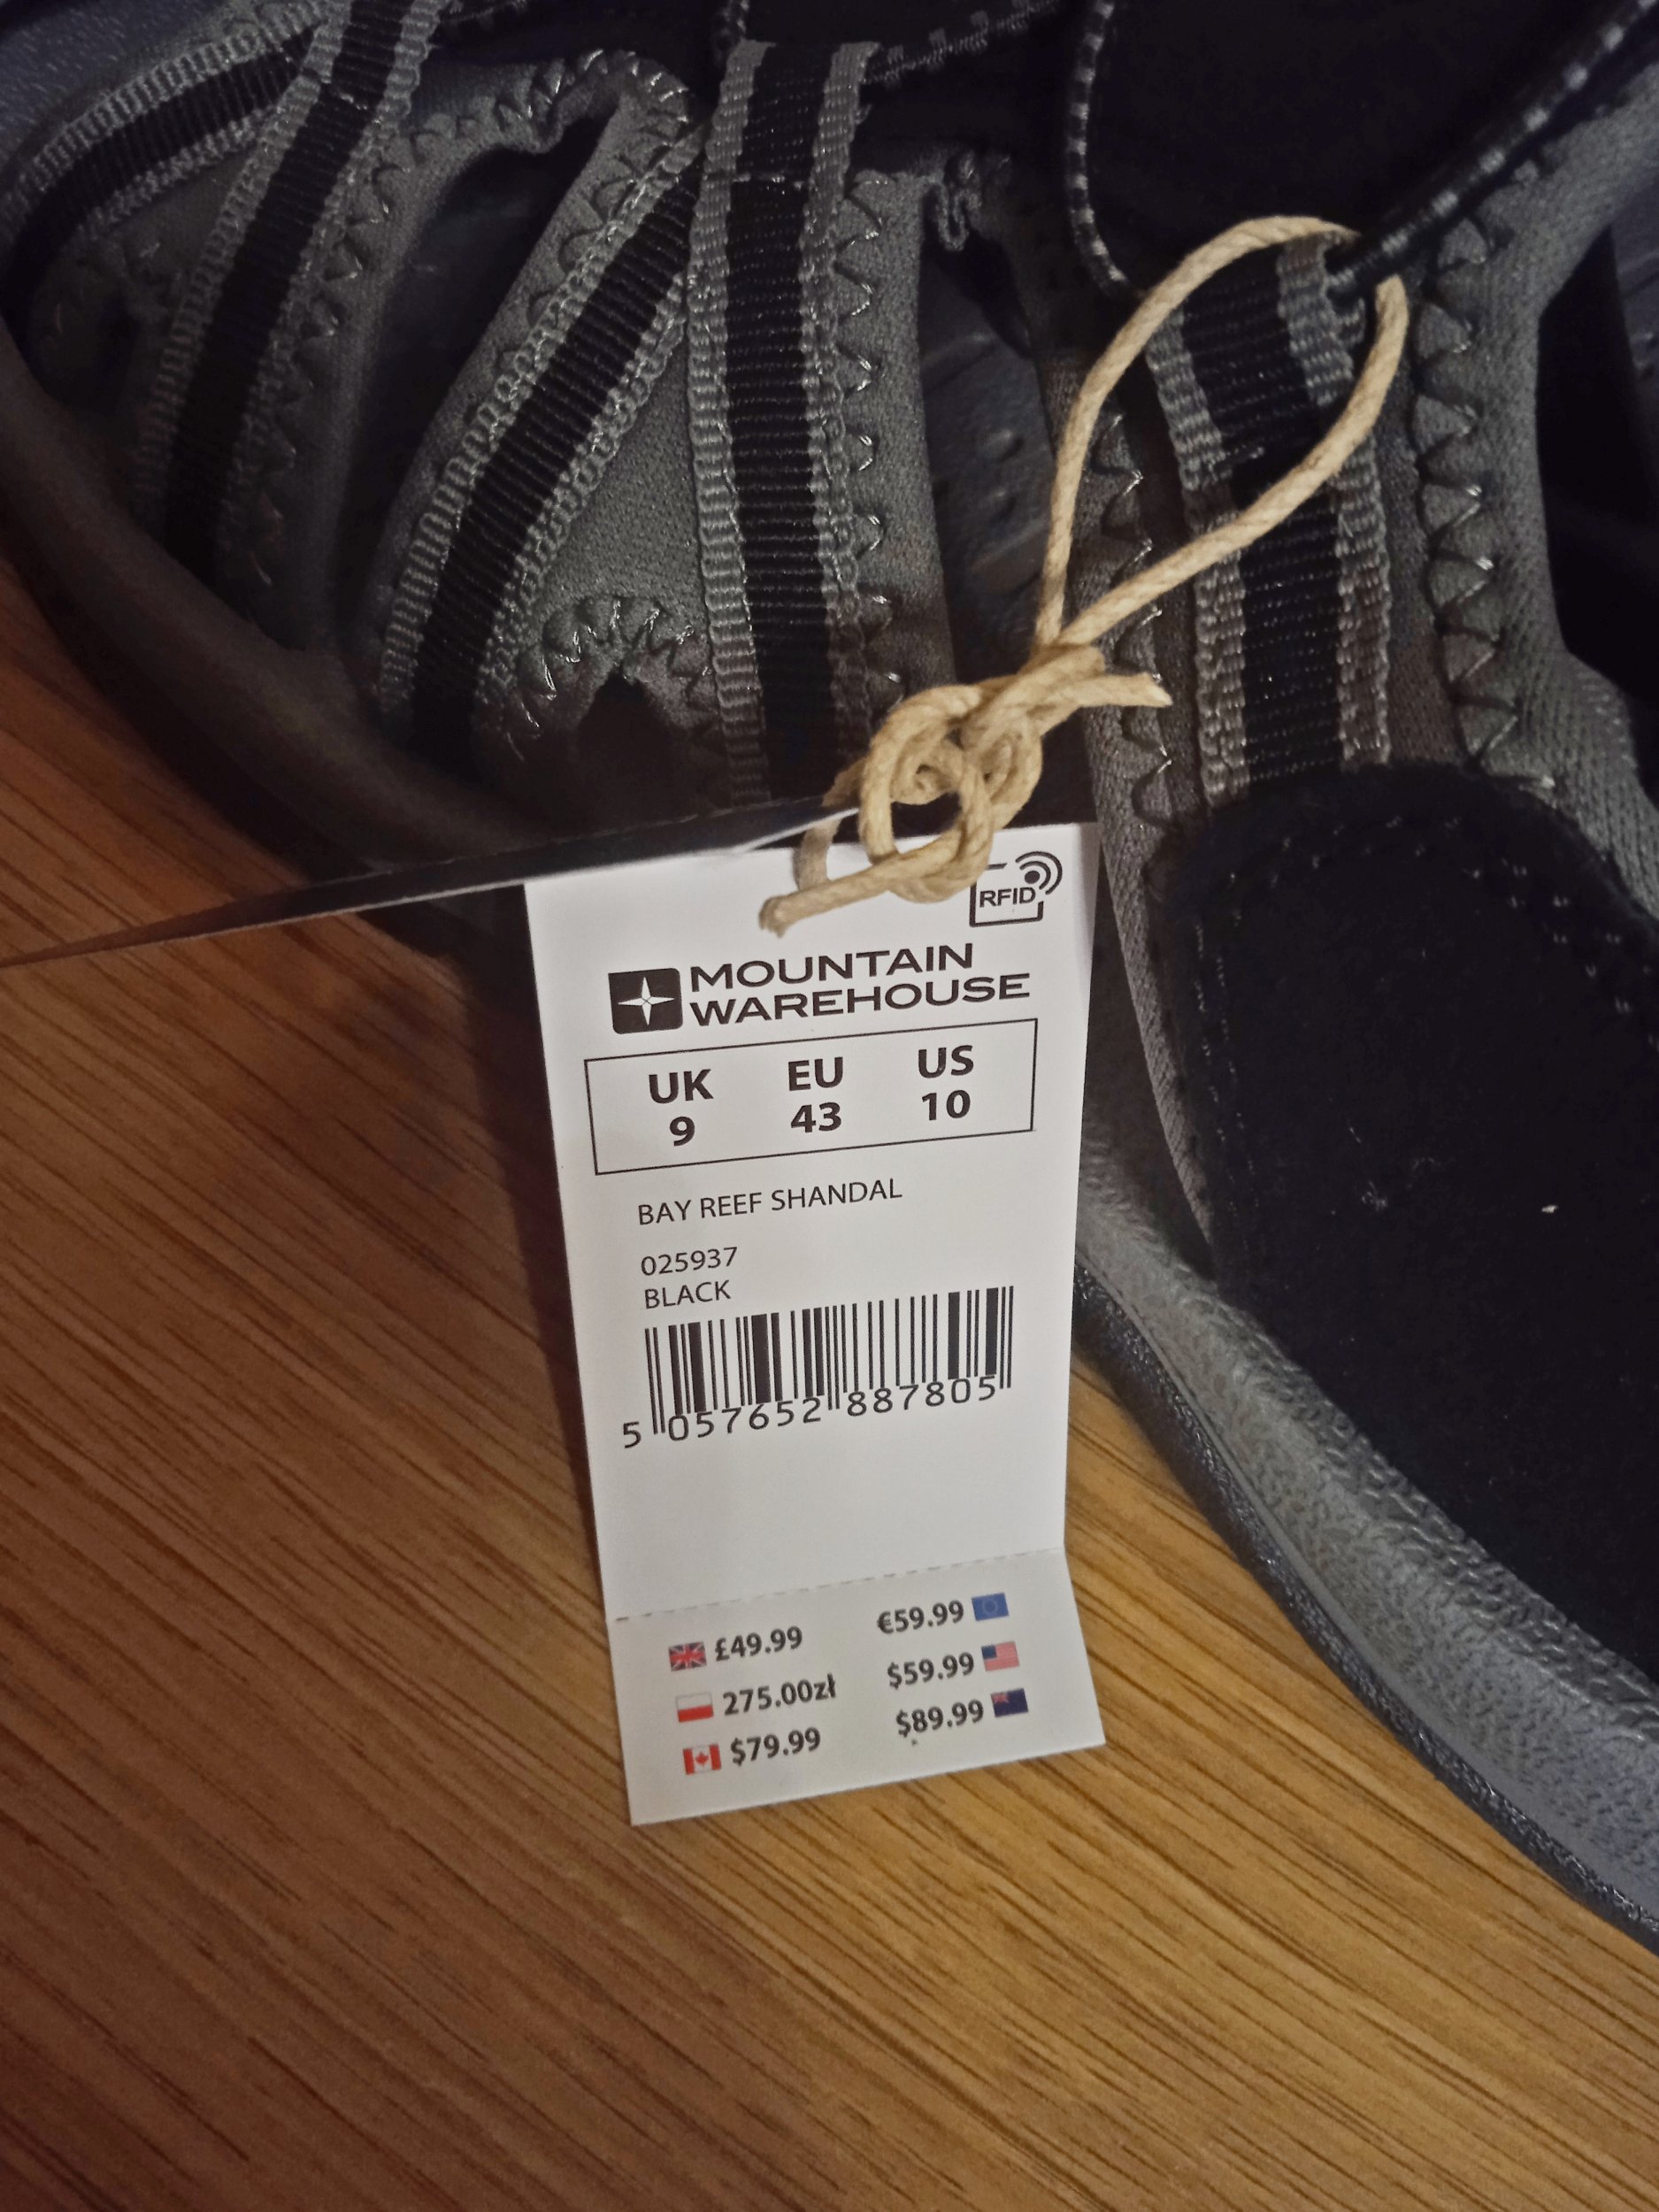 RFID
MOUNTAIN
WAREHOUSE
UK EU US
9 43 10
BAY REEF SHANDAL
025937
BLACK
5 057652 887805
£49.99 €59.99
275.00zł $59.99
$79.99 $89.99